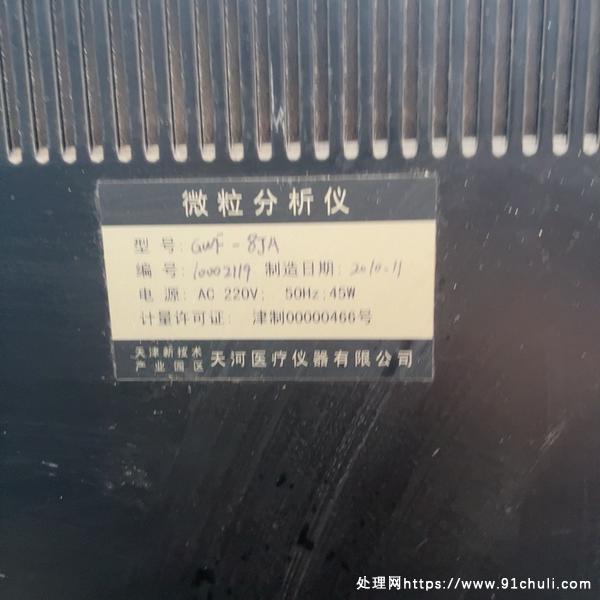 微粒分析仪
型号: GWF-8JA
编号: 10002119 制造日期: 2010.11
电源: AC 220V; 50Hz; 45W
计量许可证: 津制00000466号
天津新技术
产业园区 天河医疗仪器有限公司
处理网https://www.91chuli.com/